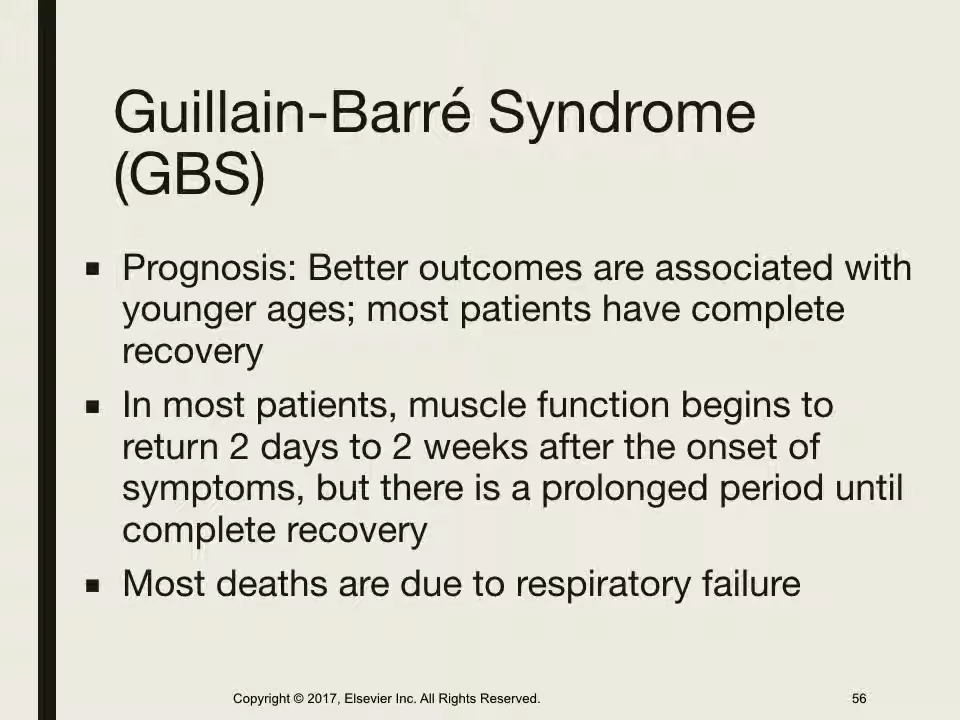 Guillain-Barré Syndrome
(GBS)
■ Prognosis: Better outcomes are associated with
younger ages; most patients have complete
recovery
■ In most patients, muscle function begins to
return 2 days to 2 weeks after the onset of
symptoms, but there is a prolonged period until
complete recovery
■ Most deaths are due to respiratory failure
Copyright © 2017, Elsevier Inc. All Rights Reserved.
56